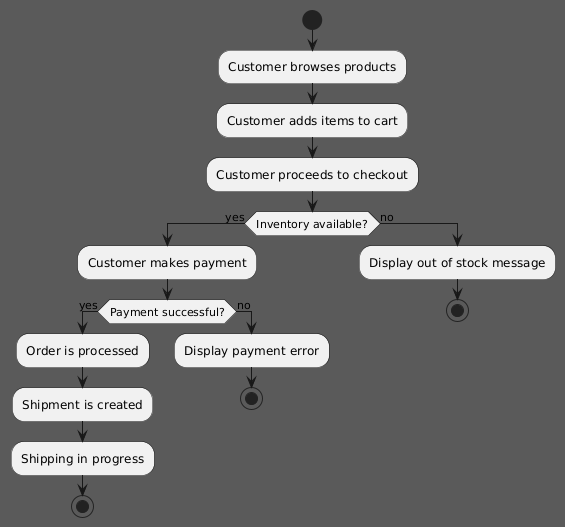 Customer browses products
Customer adds items to cart
Customer proceeds to checkout
yes
Inventory available?
no
Customer makes payment
Display out of stock message
yes
Payment successful?
no
Order is processed
Display payment error
Shipment is created
Shipping in progress